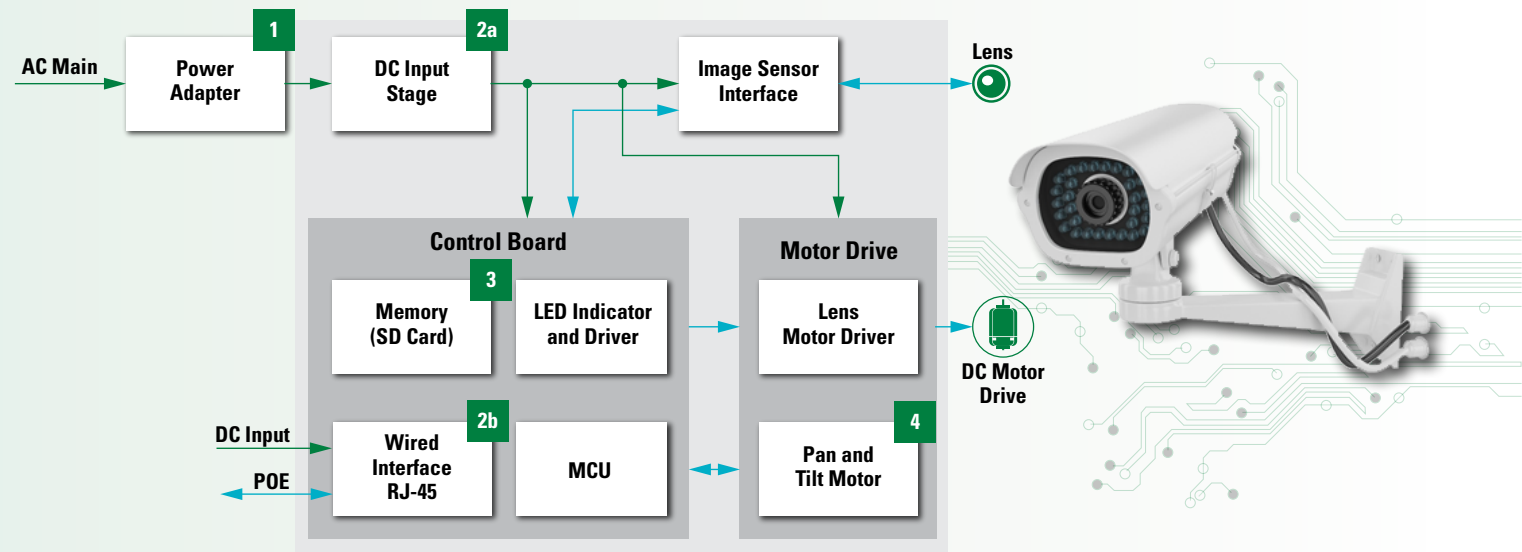 1
2a
AC Main
Power
Adapter
DC Input
Stage
Image Sensor
Interface
Lens
Control Board
Motor Drive
3
Memory
(SD Card)
LED Indicator
and Driver
Lens
Motor Driver
DC Motor
Drive
2b
4
DC Input
POE
Wired
Interface
RJ-45
MCU
Pan and
Tilt Motor